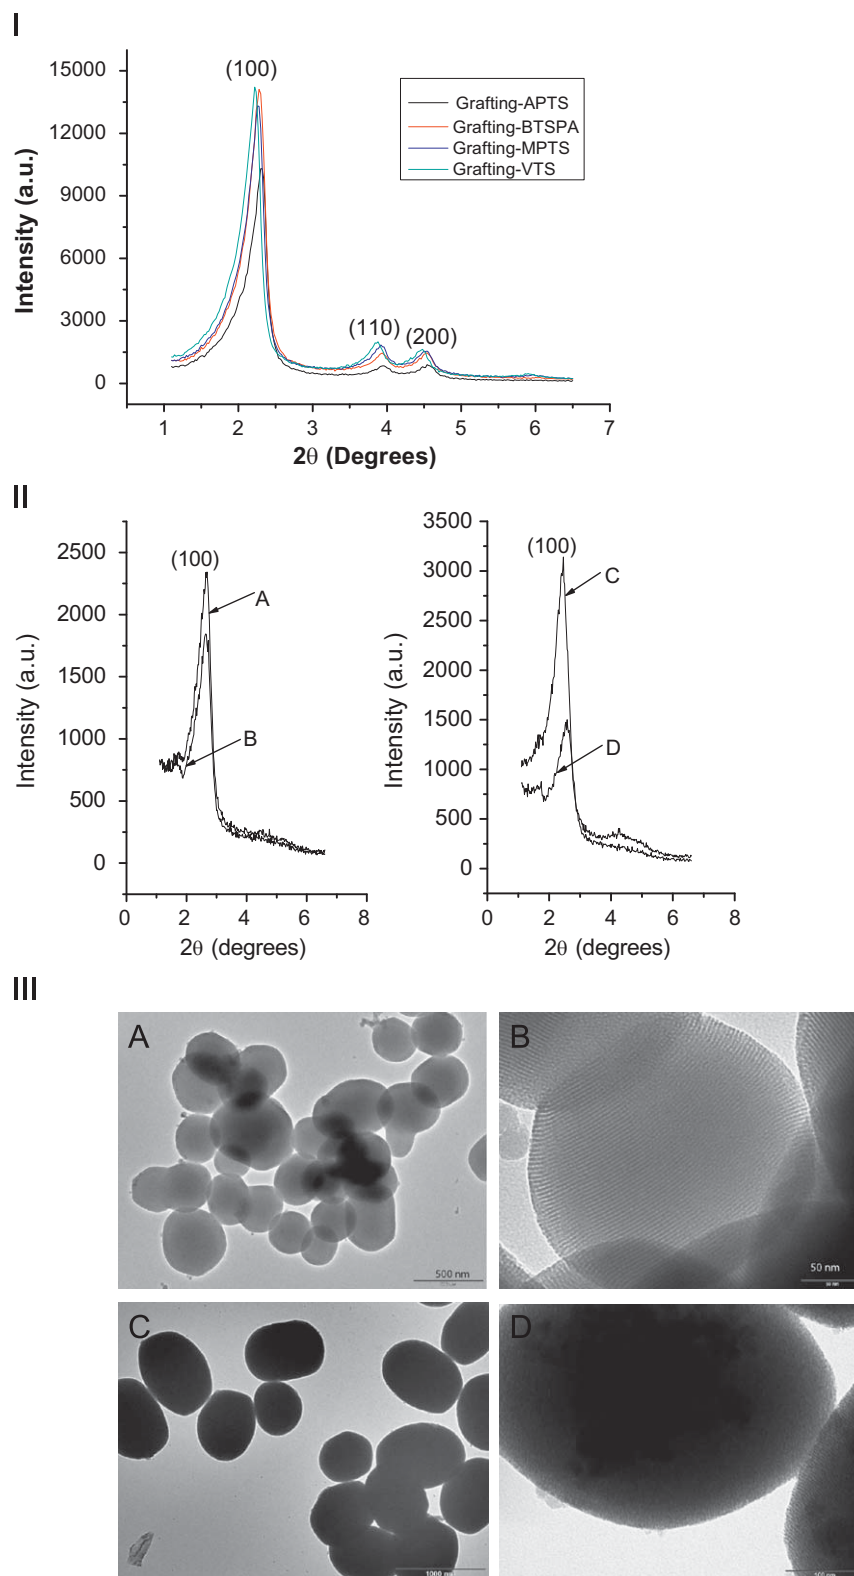 I
(100)
(110)
(200)
Grafting-APTS
Grafting-BTSPA
Grafting-MPTS
Grafting-VTS
15000
12000
9000
6000
3000
0
Intensity (a.u.)
1 2 3 4 5 6 7
2θ (Degrees)
II
(100)
A
B
2500
2000
1500
1000
500
0
Intensity (a.u.)
0 2 4 6 8
2θ (degrees)
(100)
C
D
3500
3000
2500
2000
1500
1000
500
0
Intensity (a.u.)
0 2 4 6 8
2θ (degrees)
III
A
500 nm
B
50 nm
C
1000 nm
D